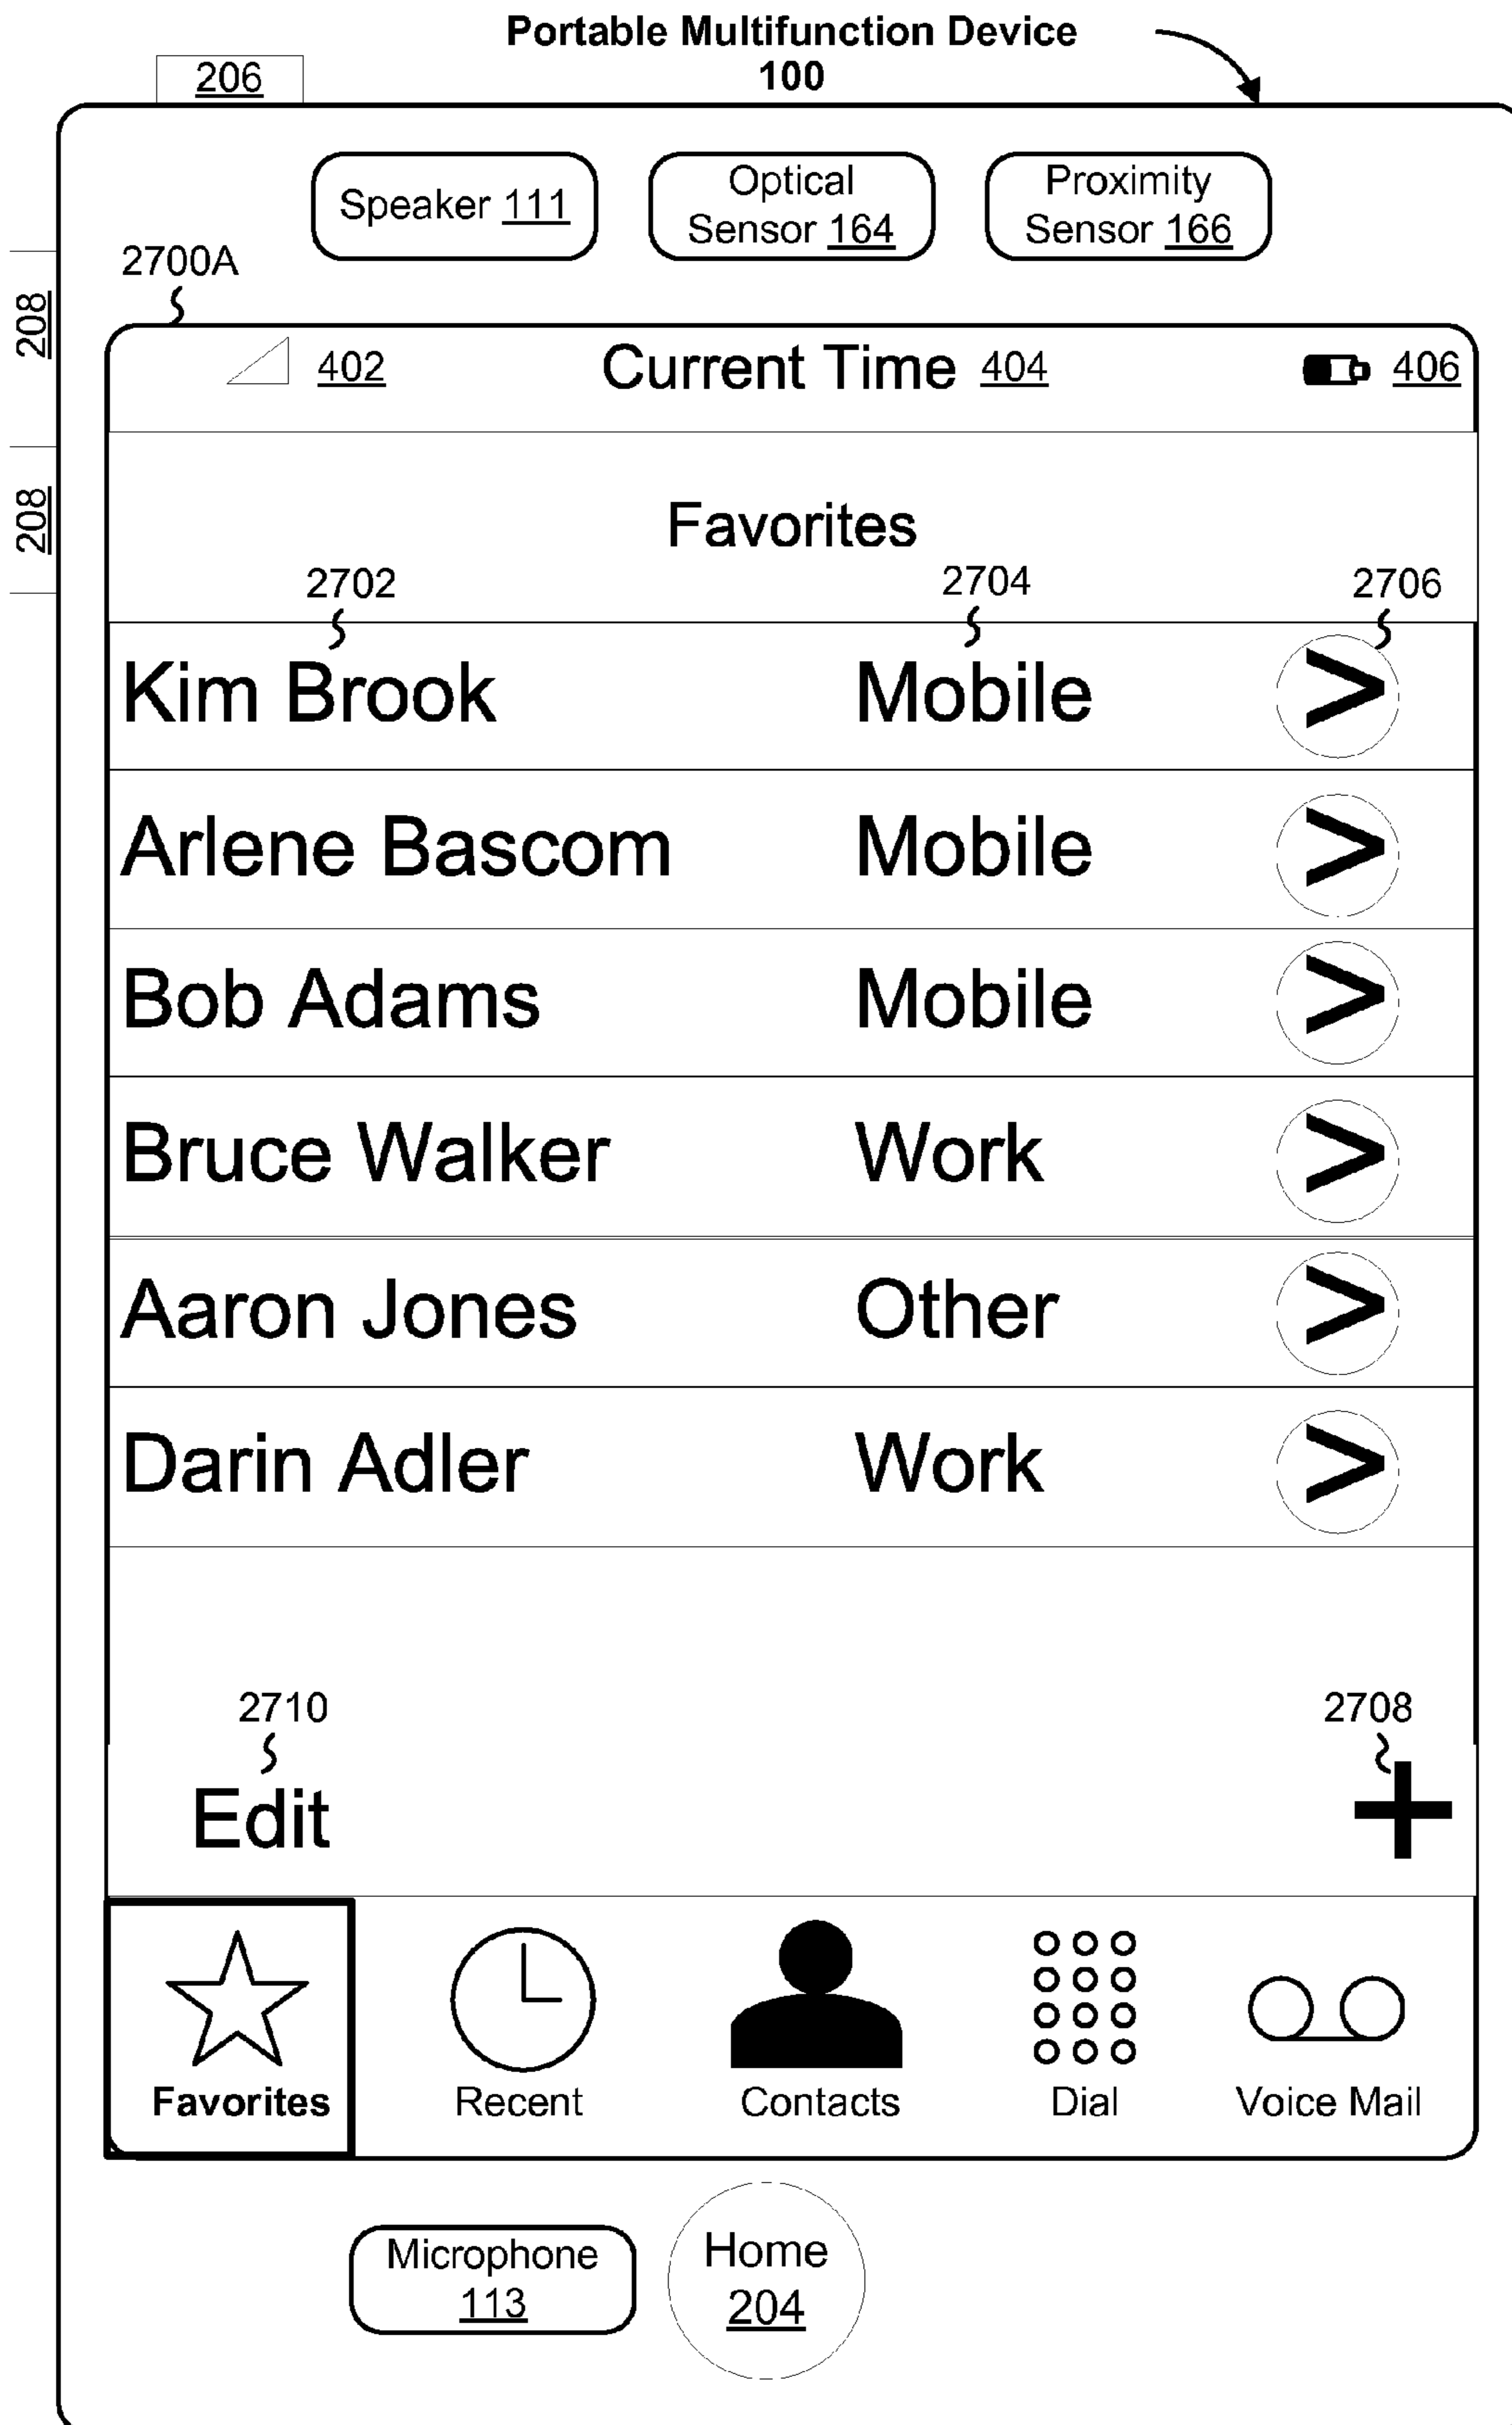 Portable Multifunction Device
100
206
Speaker 111
Optical
Sensor 164
Proximity
Sensor 166
2700A
208
208
402 Current Time 404 406
Favorites
2702 2704 2706
Kim Brook Mobile >
Arlene Bascom Mobile >
Bob Adams Mobile >
Bruce Walker Work >
Aaron Jones Other >
Darin Adler Work >
2710 2708
Edit +
Favorites Recent Contacts Dial Voice Mail
Microphone
113
Home
204